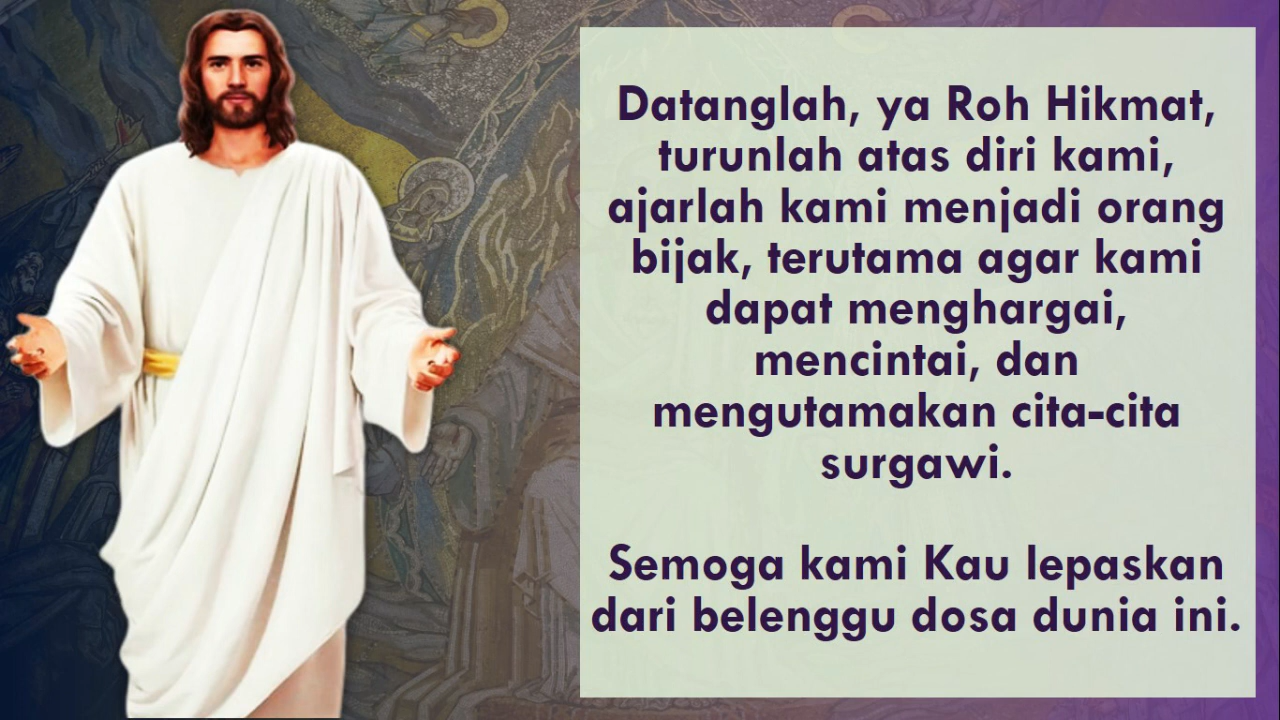 Datanglah, ya Roh Hikmat,
turunlah atas diri kami,
ajarlah kami menjadi orang
bijak, terutama agar kami
dapat menghargai,
mencintai, dan
mengutamakan cita-cita
surgawi.
Semoga kami Kau lepaskan
dari belenggu dosa dunia ini.